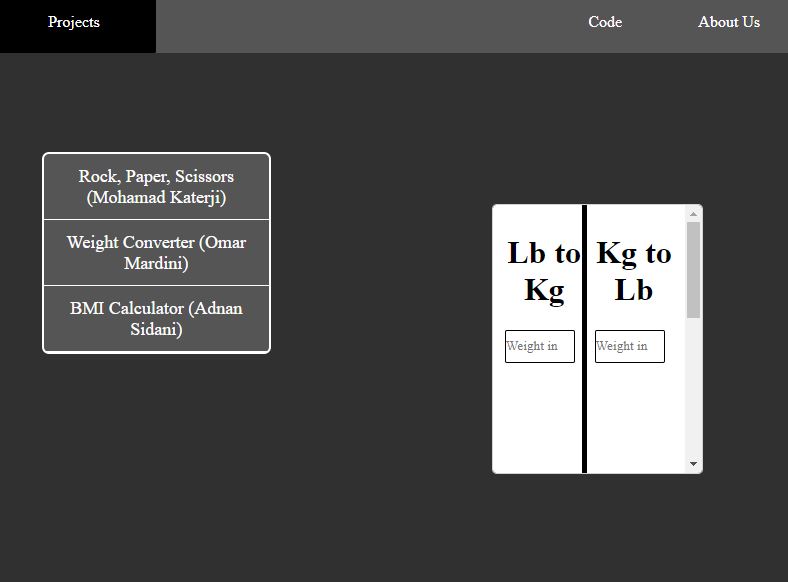 Projects
Code
About Us
Rock, Paper, Scissors
(Mohamad Katerji)
Weight Converter (Omar
Mardini)
BMI Calculator (Adnan
Sidani)
Lb to
Kg
Kg to
Lb
Weight in
Weight in